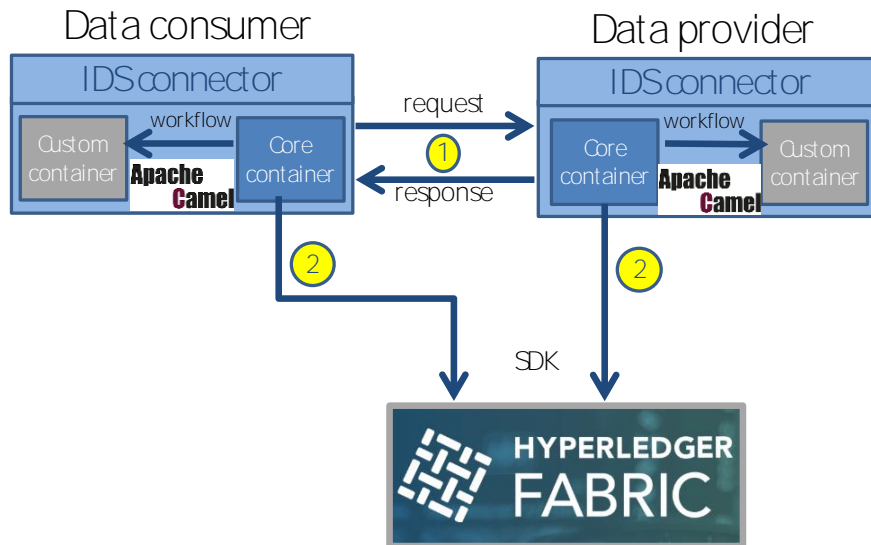 Data consumer
Data provider
IDS connector
IDS connector
request
workflow
workflow
Custom
container
Core
container
1
Core
container
Custom
container
Apache
Camel
Apache
Camel
response
2
2
SDK
HYPERLEDGER
FABRIC